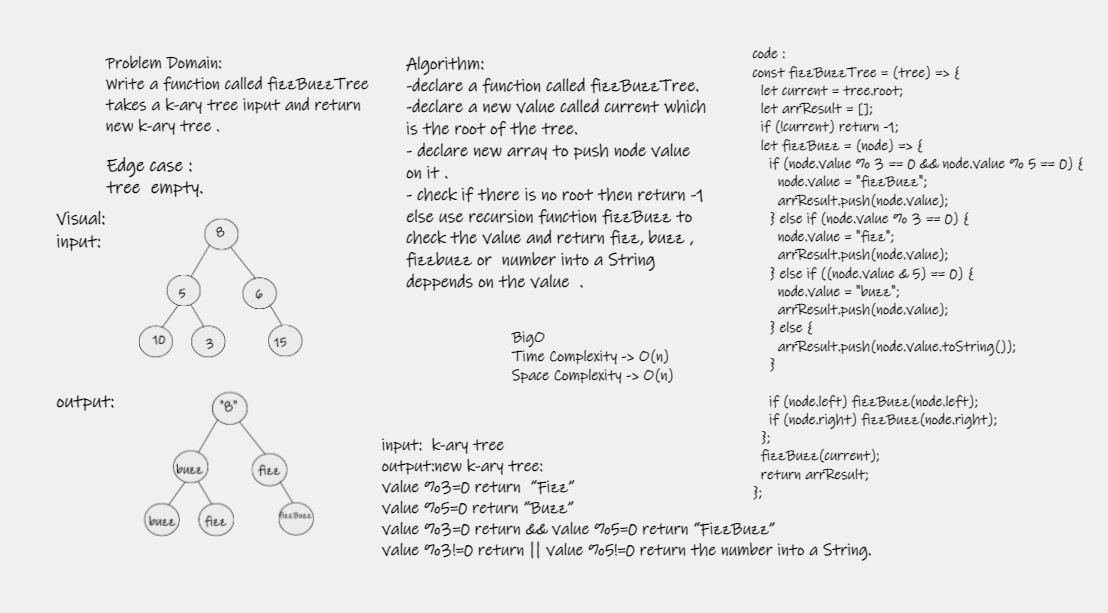 Problem Domain:
Write a function called fizzBuzzTree
takes a k-ary tree input and return
new k-ary tree .
Edge case :
tree empty.
Visual:
input:
8
5
6
10
3
15
output:
"8"
buzz
fizz
buzz
fizz
fizzBuzz
Algorithm:
-declare a function called fizzBuzzTree.
-declare a new value called current which
is the root of the tree.
- declare new array to push node value
on it .
- check if there is no root then return -1
else use recursion function fizzBuzz to
check the value and return fizz, buzz ,
fizzbuzz or number into a String
deppends on the value .
BigO
Time Complexity -> O(n)
Space Complexity -> O(n)
input: k-ary tree
output:new k-ary tree:
value %3=0 return "Fizz"
value %5=0 return "Buzz"
value %3=0 return && value %5=0 return "FizzBuzz"
value %3!=0 return || value %5!=0 return the number into a String.
code :
const fizzBuzzTree = (tree) => {
let current = tree.root;
let arrResult = [];
if (!current) return -1;
let fizzBuzz = (node) => {
if (node.value % 3 == 0 && node.value % 5 == 0) {
node.value = "fizzBuzz";
arrResult.push(node.value);
} else if (node.value % 3 == 0) {
node.value = "fizz";
arrResult.push(node.value);
} else if ((node.value & 5) == 0) {
node.value = "buzz";
arrResult.push(node.value);
} else {
arrResult.push(node.value.toString());
}
if (node.left) fizzBuzz(node.left);
if (node.right) fizzBuzz(node.right);
};
fizzBuzz(current);
return arrResult;
};